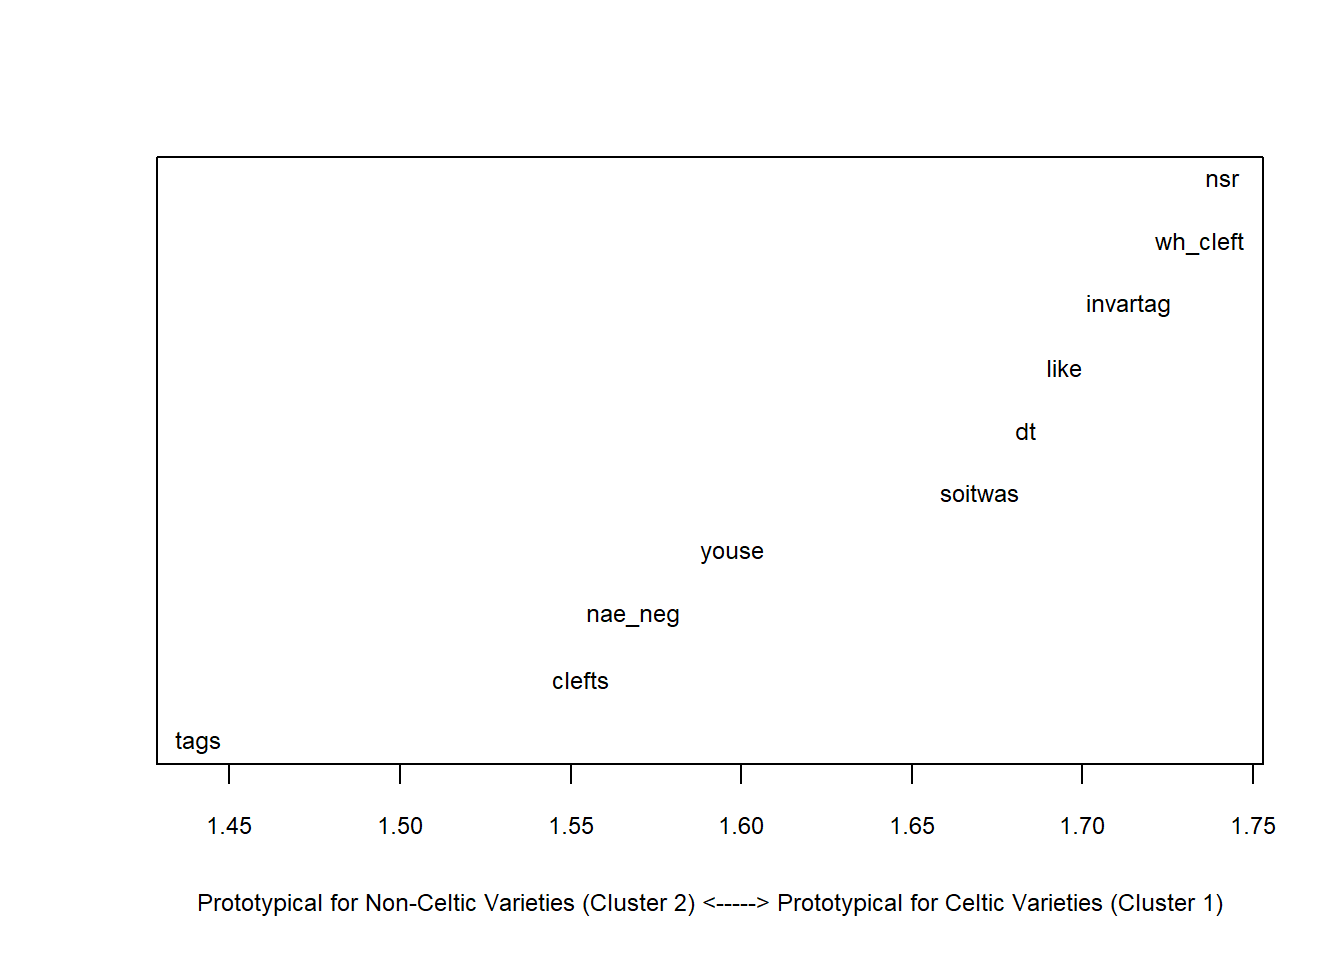 nsr
wh_cleft
invartag
like
dt
soitwas
youse
nae_neg
clefts
tags
1.45 1.50 1.55 1.60 1.65 1.70 1.75
Prototypical for Non-Celtic Varieties (Cluster 2) <-----> Prototypical for Celtic Varieties (Cluster 1)